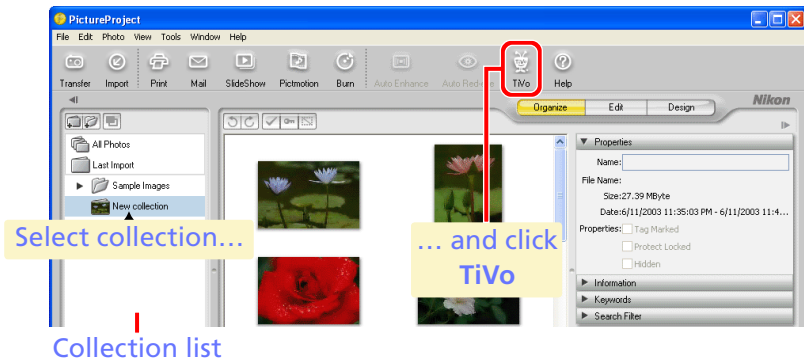 PictureProject
File Edit Photo View Tools Window Help
Transfer Import Print Mail SlideShow Pictmotion Burn Auto Enhance Auto Red-eye TiVo Help
Organize Edit Design Nikon
All Photos
Last Import
Sample Images
New collection
Properties
Name:
File Name:
Size:27.39 MByte
Date:6/11/2003 11:35:03 PM - 6/11/2003 11:4...
Properties: Tag Marked
Protect Locked
Hidden
Information
Keywords
Search Filter
Select collection...
... and click
TiVo
Collection list